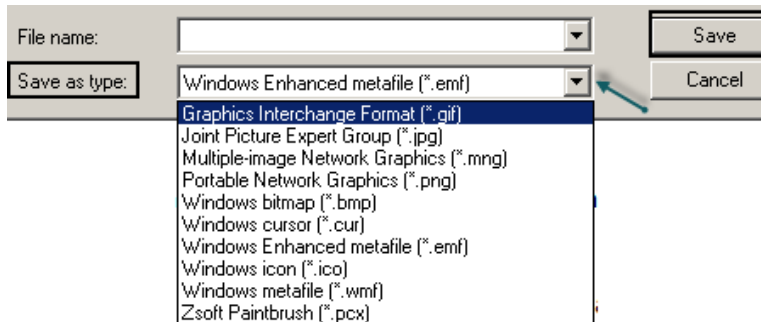 File name:
Save
Save as type:
Windows Enhanced metafile (*.emf)
Cancel
Graphics Interchange Format (*.gif)
Joint Picture Expert Group (*.jpg)
Multiple-image Network Graphics (*.mng)
Portable Network Graphics (*.png)
Windows bitmap (*.bmp)
Windows cursor (*.cur)
Windows Enhanced metafile (*.emf)
Windows icon (*.ico)
Windows metafile (*.wmf)
Zsoft Paintbrush (*.pcx)